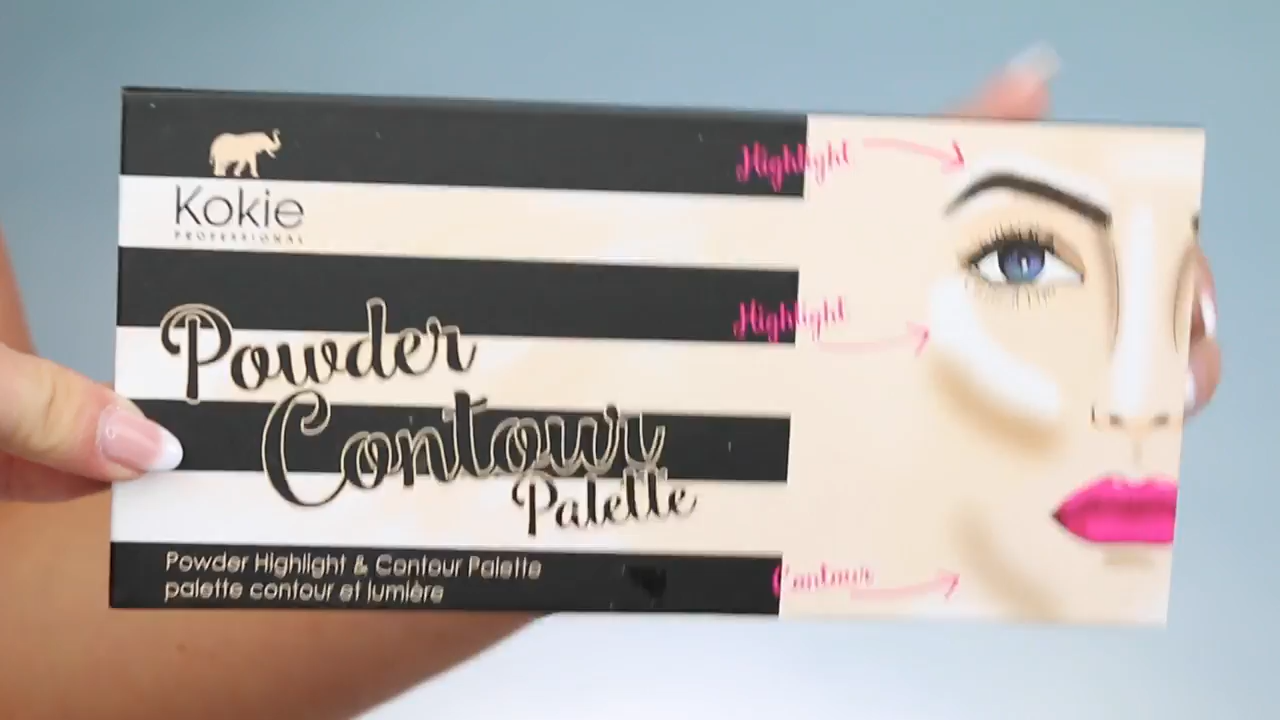 Kokie
PROFESSIONAL
Powder
Contour
Palette
Powder Highlight & Contour Palette
palette contour et lumière
Highlight
Highlight
Contour